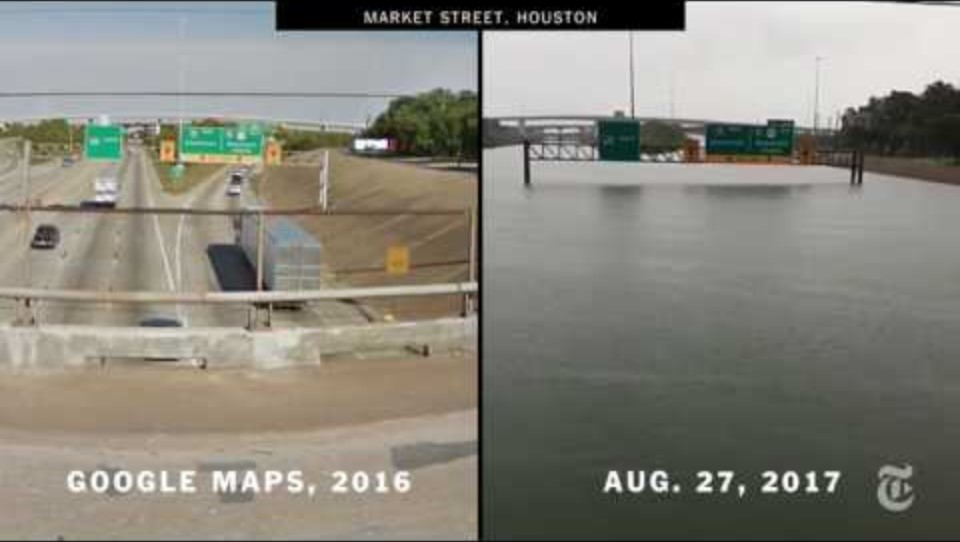 MARKET STREET, HOUSTON
GOOGLE MAPS, 2016
AUG. 27, 2017
T